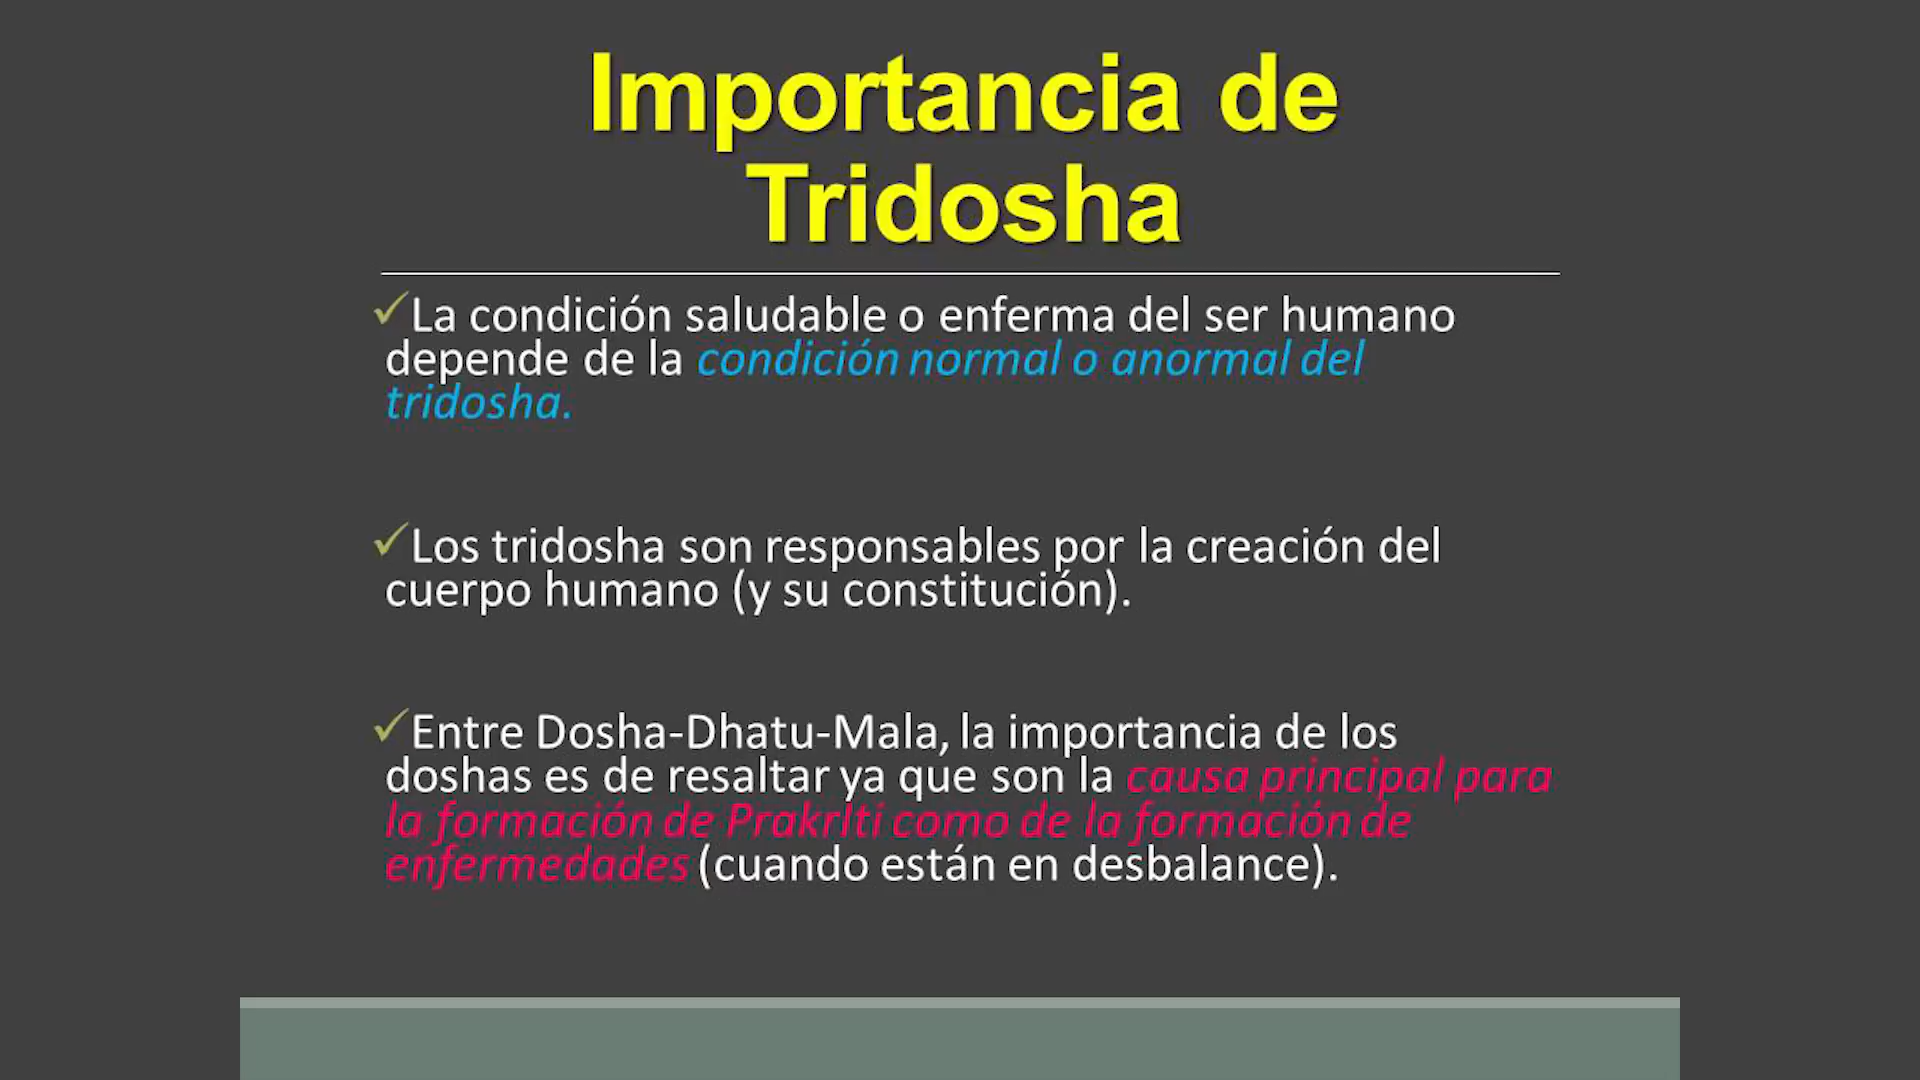 Importancia de
Tridosha
✓La condición saludable o enferma del ser humano
depende de la condición normal o anormal del
tridosha.
✓Los tridosha son responsables por la creación del
cuerpo humano (y su constitución).
✓Entre Dosha-Dhatu-Mala, la importancia de los
doshas es de resaltar ya que son la causa principal para
la formación de PrakrIti como de la formación de
enfermedades (cuando están en desbalance).